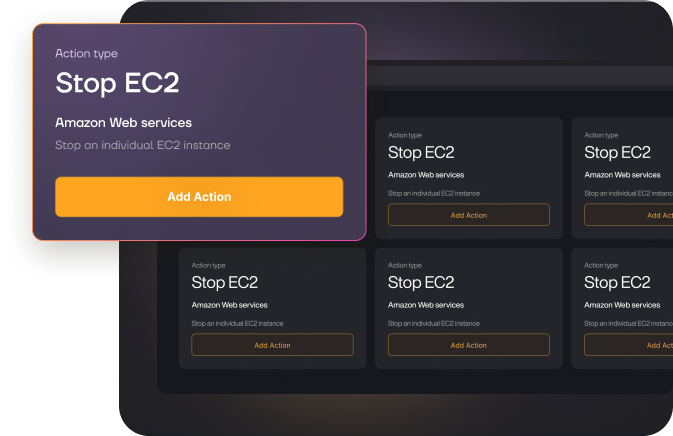 Action type
Stop EC2
Amazon Web services
Stop an individual EC2 instance
Add Action
Action type
Stop EC2
Amazon Web services
Stop an individual EC2 instance
Add Action
Action type
Stop EC2
Amazon Web services
Stop an individual EC2 instanc
Add Act
Action type
Stop EC2
Amazon Web services
Stop an individual EC2 instance
Add Action
Action type
Stop EC2
Amazon Web services
Stop an individual EC2 instance
Add Action
Action type
Stop EC2
Amazon Web services
Stop an individual EC2 instanc
Add Act